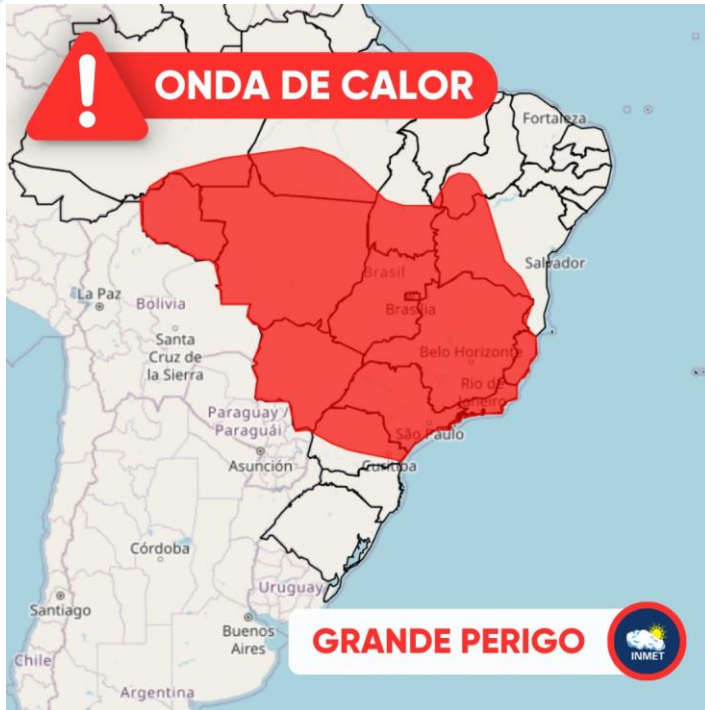 ONDA DE CALOR
Fortaleza
Salvador
Brasil
Brasília
La Paz
Bolivia
Santa
Cruz de
la Sierra
Belo Horizonte
Rio de
Janeiro
Paraguay /
Paraguái
São Paulo
Asunción
Curitiba
Córdoba
Uruguay
Santiago
Buenos
Aires
Chile
Argentina
GRANDE PERIGO
INMET